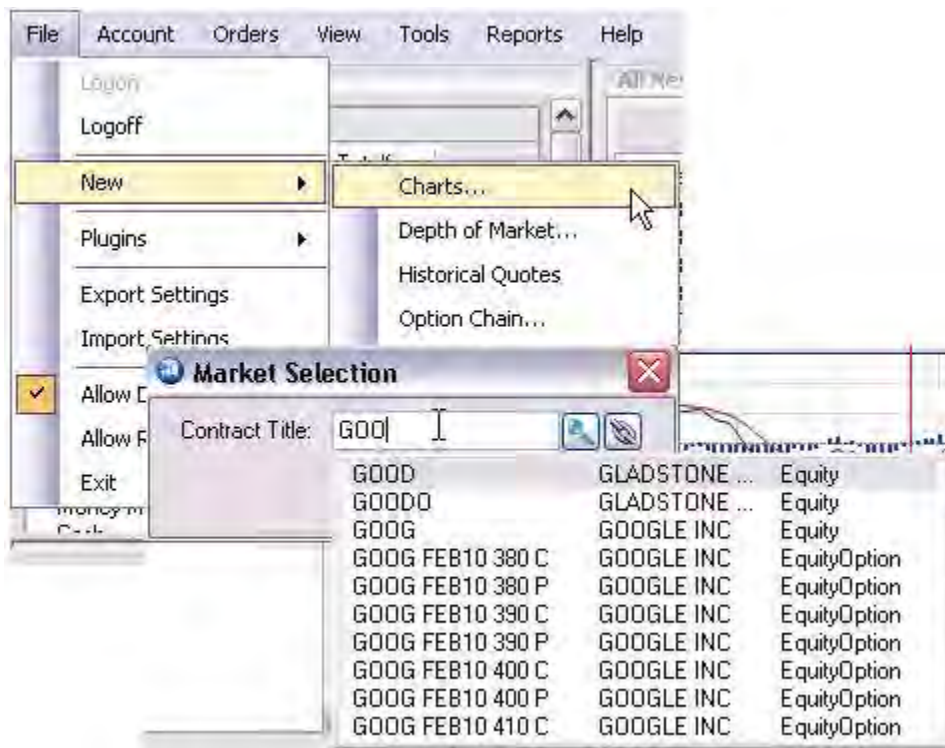 File Account Orders View Tools Reports Help
Logon
Logoff
New
Charts...
Plugins
Depth of Market...
Historical Quotes
Export Settings
Option Chain...
Import Settings
Market Selection
Allow
Contract Title: GOO
Allow
Exit
GOOD GLADSTONE ... Equity
GOODO GLADSTONE ... Equity
GOOG GOOGLE INC Equity
GOOG FEB10 380 C GOOGLE INC EquityOption
GOOG FEB10 380 P GOOGLE INC EquityOption
GOOG FEB10 390 C GOOGLE INC EquityOption
GOOG FEB10 390 P GOOGLE INC EquityOption
GOOG FEB10 400 C GOOGLE INC EquityOption
GOOG FEB10 400 P GOOGLE INC EquityOption
GOOG FEB10 410 C GOOGLE INC EquityOption